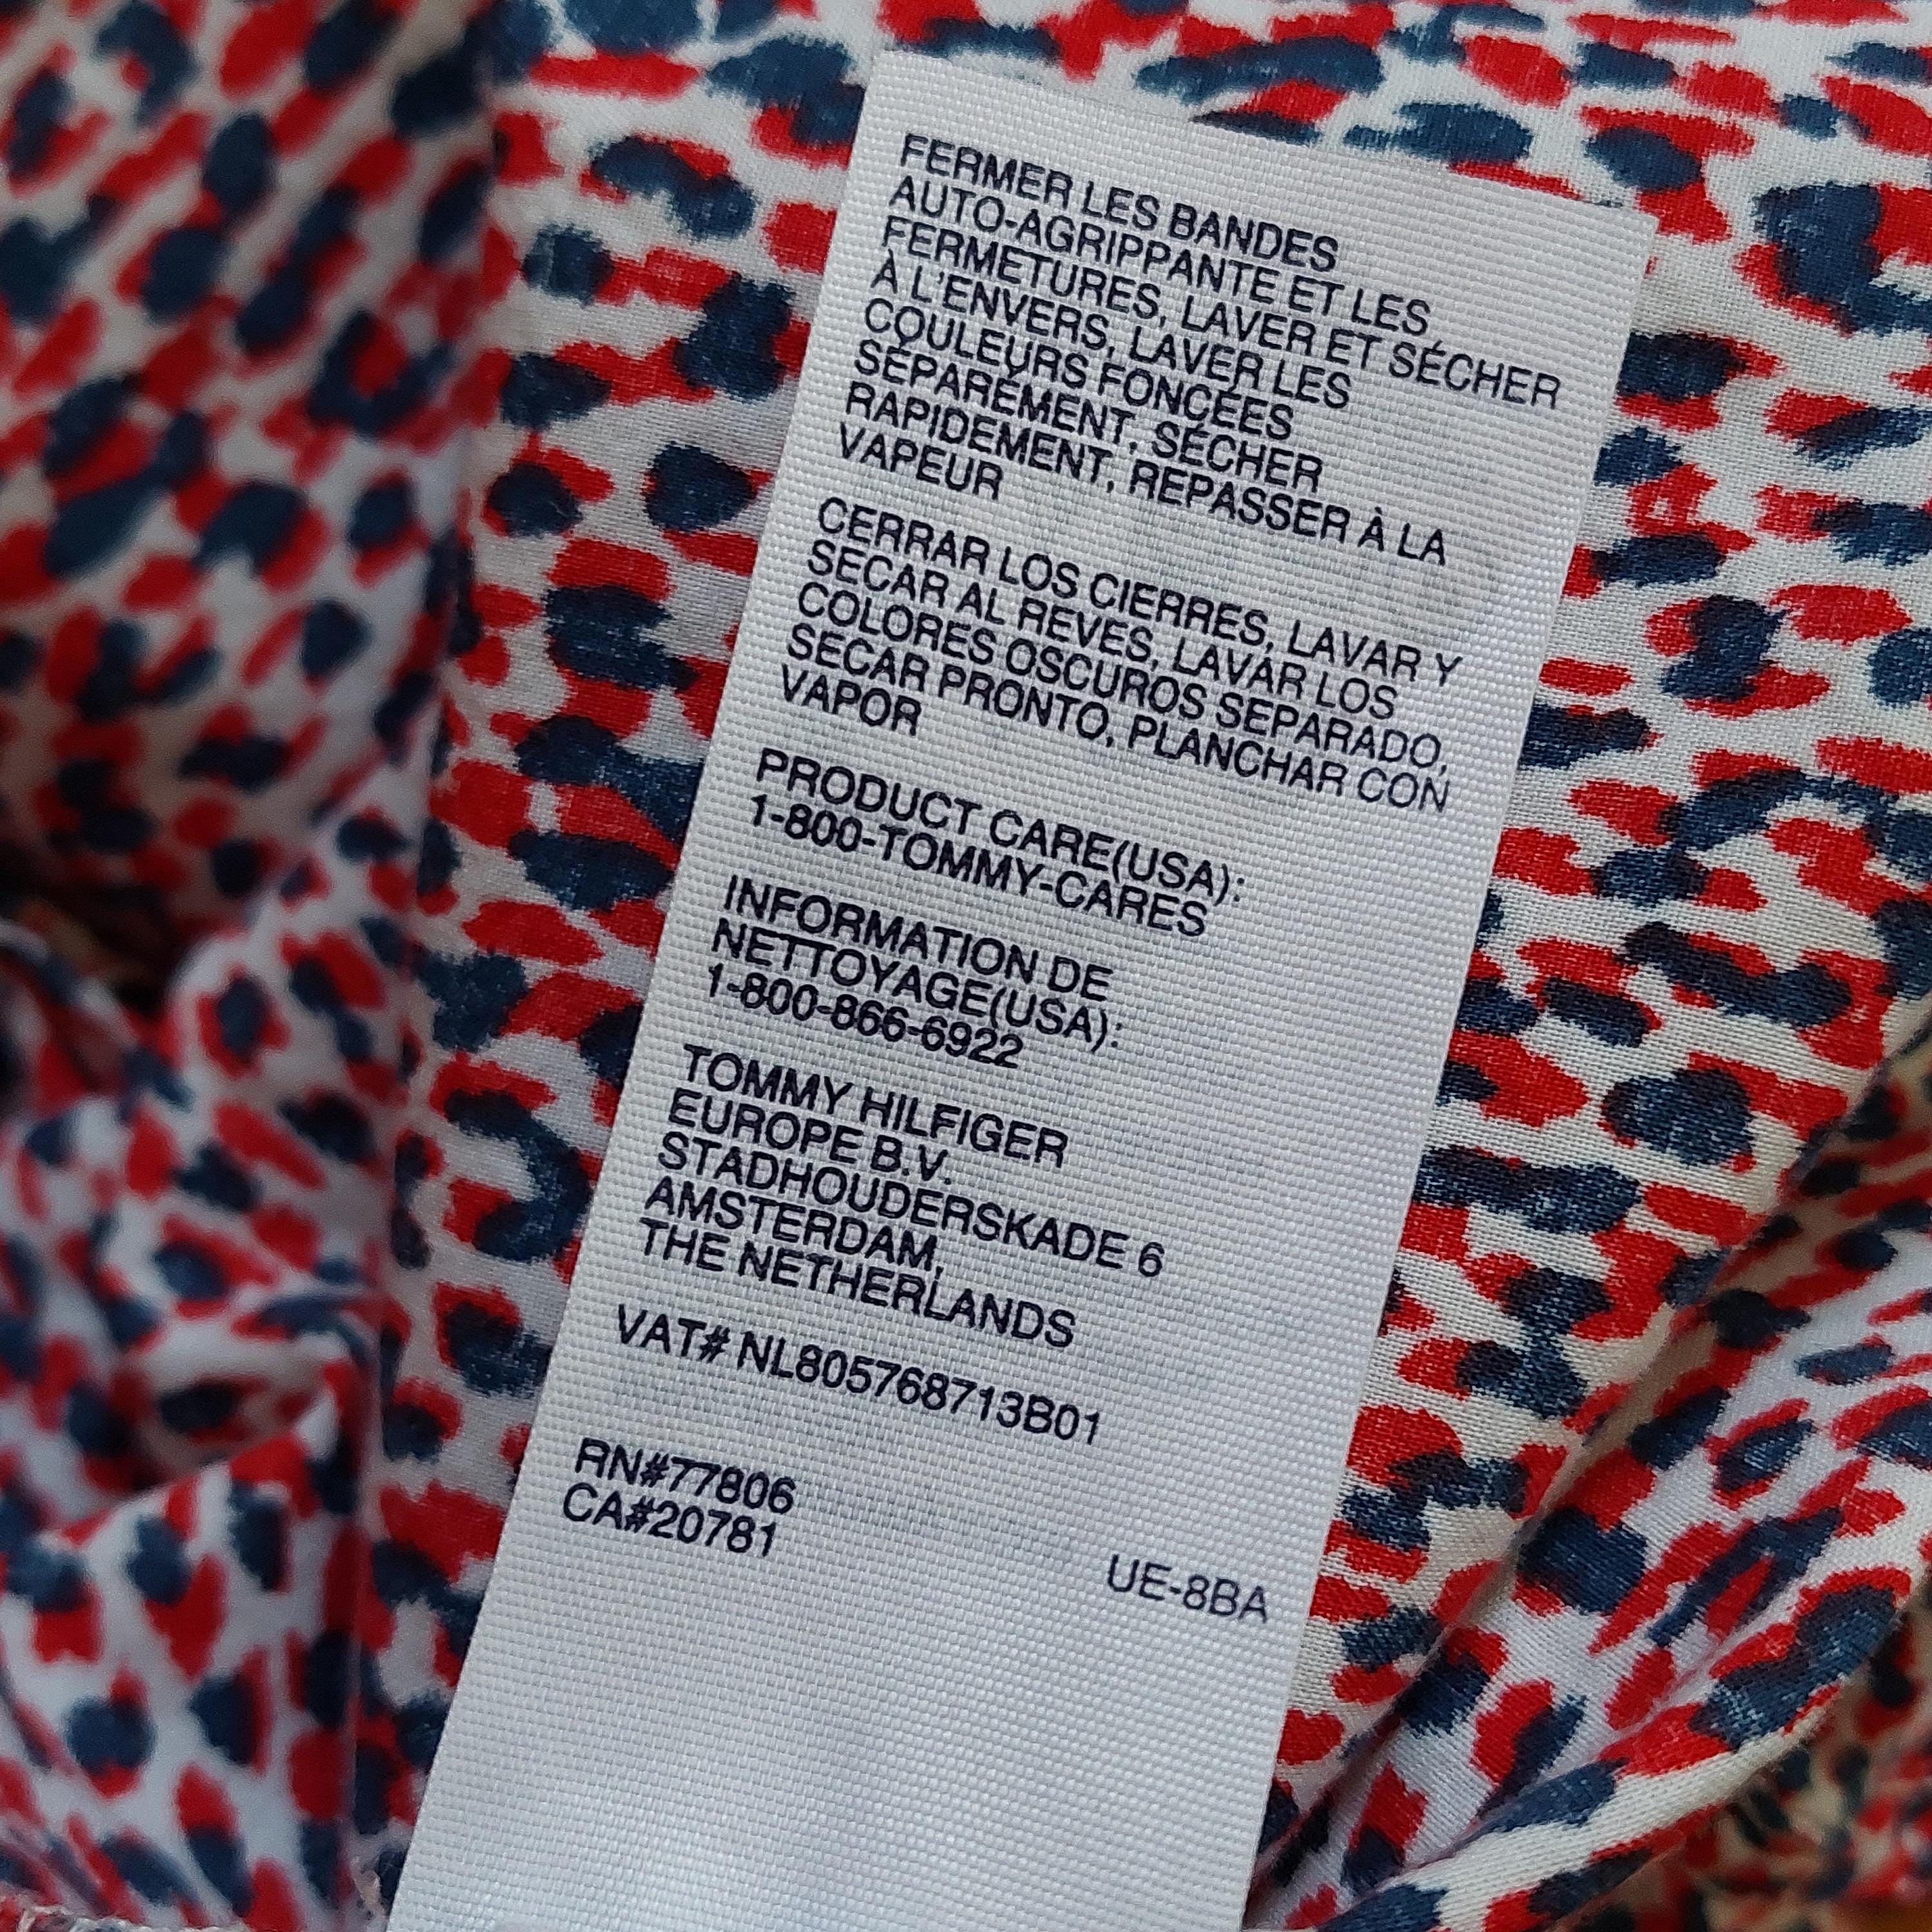 FERMER LES BANDES
AUTO-AGRIPPANTE ET LES
FERMETURES, LAVER ET SÉCHER
À L'ENVERS, LAVER LES
COULEURS FONCÉES
SÉPARÉMENT, SÉCHER
RAPIDEMENT, REPASSER À LA
VAPEUR
CERRAR LOS CIERRES, LAVAR Y
SECAR AL REVES, LAVAR LOS
COLORES OSCUROS SEPARADO,
SECAR PRONTO, PLANCHAR CON
VAPOR
PRODUCT CARE(USA):
1-800-TOMMY-CARES
INFORMATION DE
NETTOYAGE(USA):
1-800-866-6922
TOMMY HILFIGER
EUROPE B.V.
STADHOUDERSKADE 6
AMSTERDAM,
THE NETHERLANDS
VAT# NL805768713B01
RN#77806
CA#20781
UE-8BA